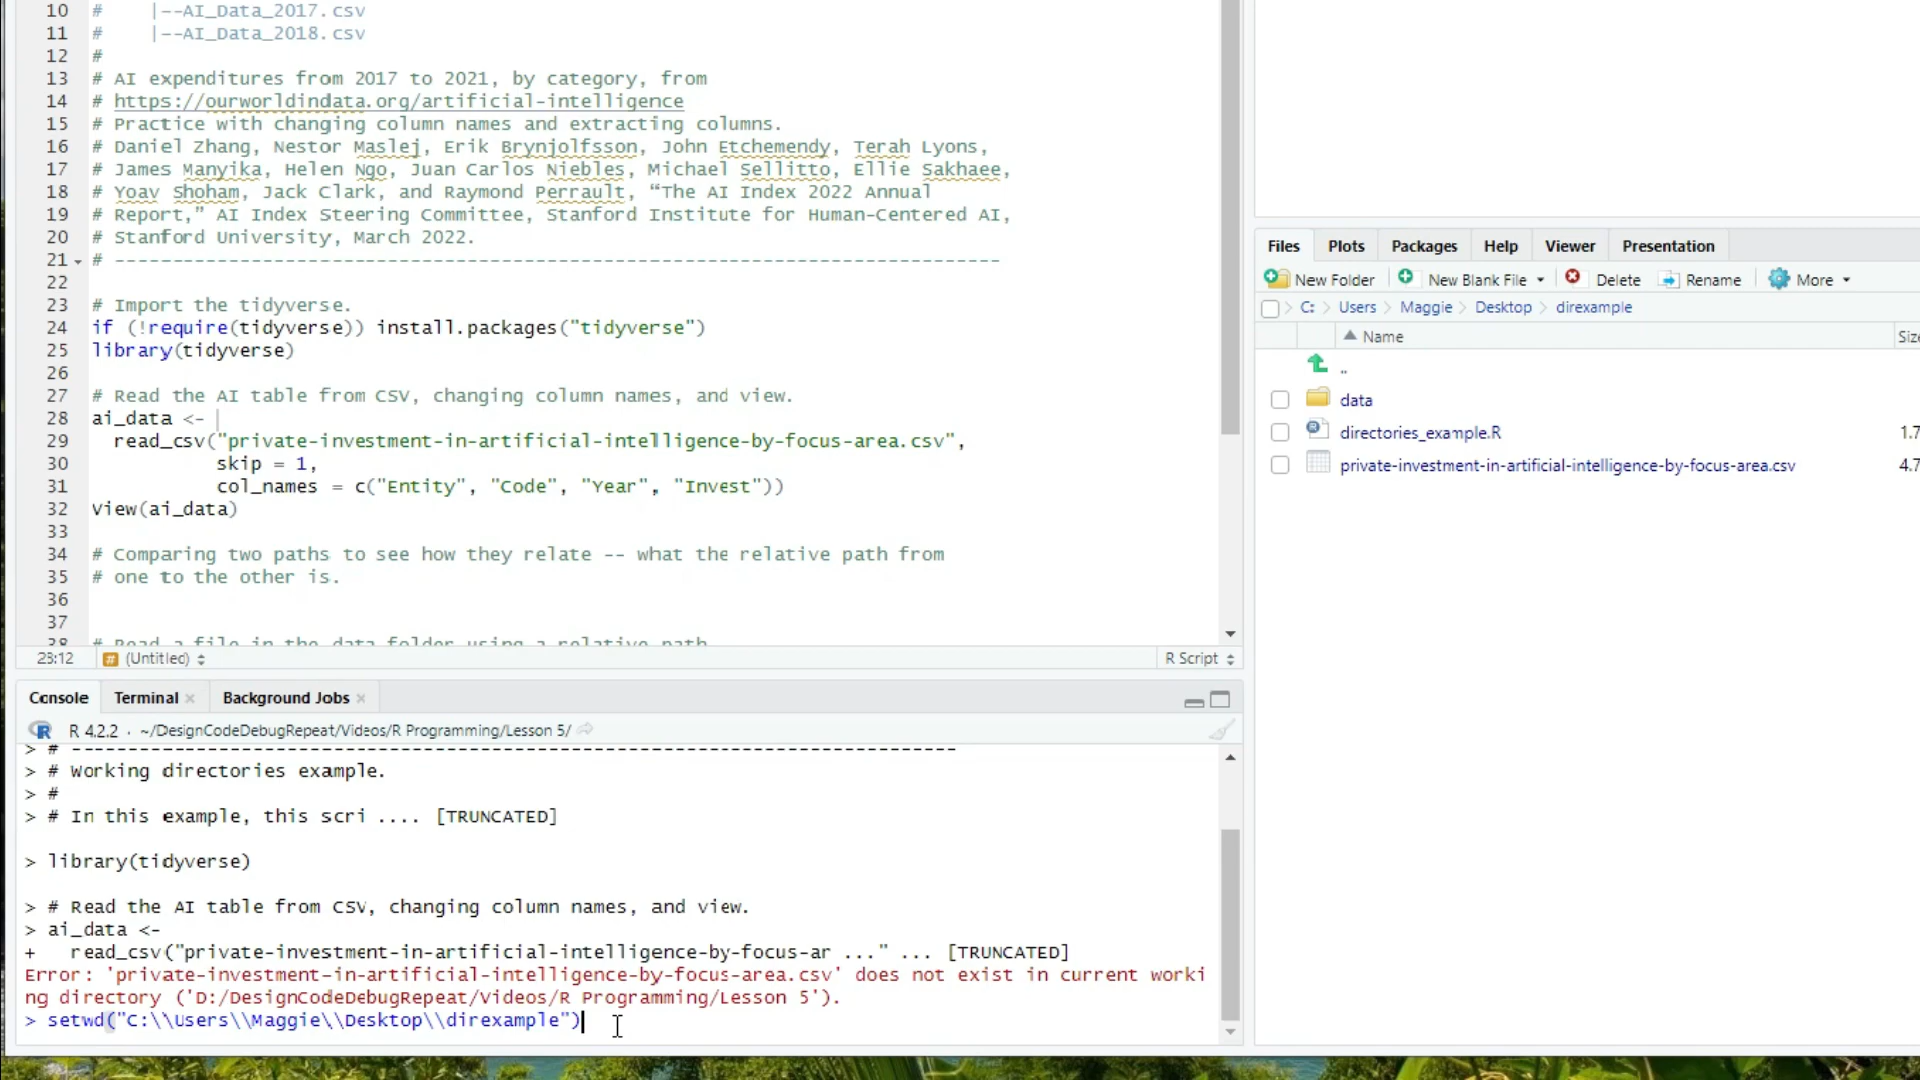 10 #    |--AI_Data_2017.csv
11 #    |--AI_Data_2018.csv
12 #
13 # AI expenditures from 2017 to 2021, by category, from
14 # https://ourworldindata.org/artificial-intelligence
15 # Practice with changing column names and extracting columns.
16 # Daniel Zhang, Nestor Maslej, Erik Brynjolfsson, John Etchemendy, Terah Lyons,
17 # James Manyika, Helen Ngo, Juan Carlos Niebles, Michael Sellitto, Ellie Sakhaee,
18 # Yoav Shoham, Jack Clark, and Raymond Perrault, “The AI Index 2022 Annual
19 # Report,” AI Index Steering Committee, Stanford Institute for Human-Centered AI,
20 # Stanford University, March 2022.
21 # ------------------------------------------------------------------------------
22
23 # Import the tidyverse.
24 if (!require(tidyverse)) install.packages("tidyverse")
25 library(tidyverse)
26
27 # Read the AI table from CSV, changing column names, and view.
28 ai_data <-
29   read_csv("private-investment-in-artificial-intelligence-by-focus-area.csv",
30            skip = 1,
31            col_names = c("Entity", "Code", "Year", "Invest"))
32 View(ai_data)
33
34 # Comparing two paths to see how they relate -- what the relative path from
35 # one to the other is.
36
37
38 # Read a file in the data folder using a relative path
23:12 (Untitled) R Script
Console Terminal Background Jobs
R 4.2.2 · ~/DesignCodeDebugRepeat/Videos/R Programming/Lesson 5/
> # ------------------------------------------------------------------------------
> # Working directories example.
> #
> # In this example, this scri .... [TRUNCATED]
> library(tidyverse)
> # Read the AI table from CSV, changing column names, and view.
> ai_data <-
+   read_csv("private-investment-in-artificial-intelligence-by-focus-ar ..." ... [TRUNCATED]
Error: 'private-investment-in-artificial-intelligence-by-focus-area.csv' does not exist in current worki
ng directory ('D:/DesignCodeDebugRepeat/Videos/R Programming/Lesson 5').
> setwd("C:\\Users\\Maggie\\Desktop\\direxample")
Files Plots Packages Help Viewer Presentation
New Folder New Blank File Delete Rename More
C: Users Maggie Desktop direxample
Name
..
data
directories_example.R 1.7
private-investment-in-artificial-intelligence-by-focus-area.csv 4.7